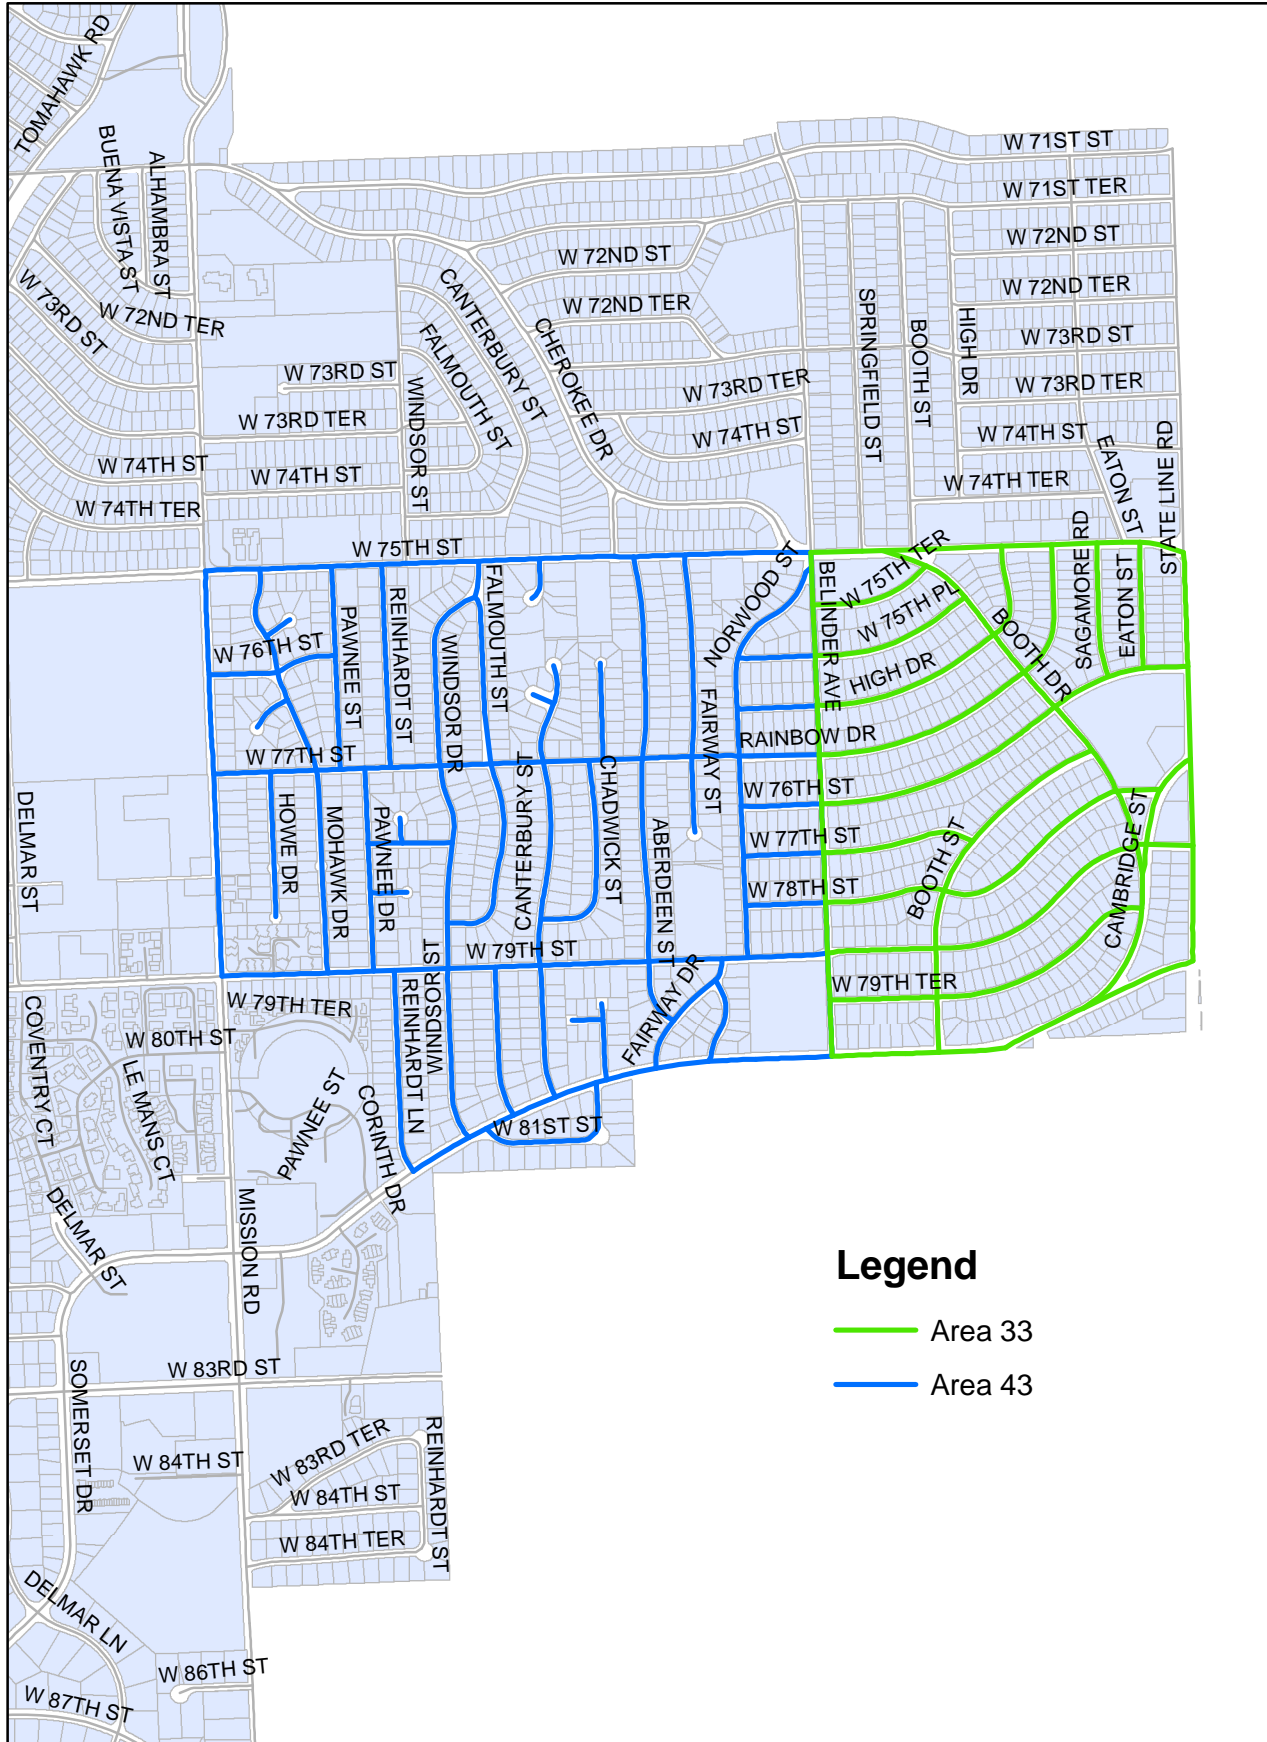 TOMAHAWK RD
BUENA VISTA ST
ALHAMBRA ST
W 71ST ST
W 71ST TER
W 72ND ST
W 72ND ST
W 72ND TER
W 72ND TER
W 73RD ST
W 72ND TER
CANTERBURY ST
FALMOUTH ST
CHEROKEE DR
SPRINGFIELD ST
BOOTH ST
HIGH DR
W 73RD ST
W 73RD ST
W 73RD TER
W 73RD TER
W 73RD TER
WINDSOR ST
W 74TH ST
W 74TH ST
EATON ST
STATE LINE RD
W 74TH ST
W 74TH ST
W 74TH TER
W 74TH TER
W 75TH ST
NORWOOD ST
W 75TH TER
SAGAMORE RD
EATON ST
FALMOUTH ST
BELINDER AVE
W 75TH PL
BOOTH DR
W 76TH ST
PAWNEE ST
REINHARDT ST
WINDSOR DR
HIGH DR
FAIRWAY ST
RAINBOW DR
W 77TH ST
CANTERBURY ST
CHADWICK ST
W 76TH ST
DELMAR ST
HOWE DR
MOHAWK DR
PAWNEE DR
ABERDEEN ST
W 77TH ST
BOOTH ST
CAMBRIDGE ST
W 78TH ST
W 79TH ST
FAIRWAY DR
W 79TH TER
W 79TH TER
REINHARDT LN
WINDSOR ST
COVENTRY CT
W 80TH ST
LE MANS CT
PAWNEE ST
CORINTH DR
W 81ST ST
DELMAR ST
MISSION RD
Legend
Area 33
Area 43
W 83RD ST
SOMERSET DR
W 84TH ST
W 83RD TER
REINHARDT ST
W 84TH ST
W 84TH TER
DELMAR LN
W 86TH ST
W 87TH ST